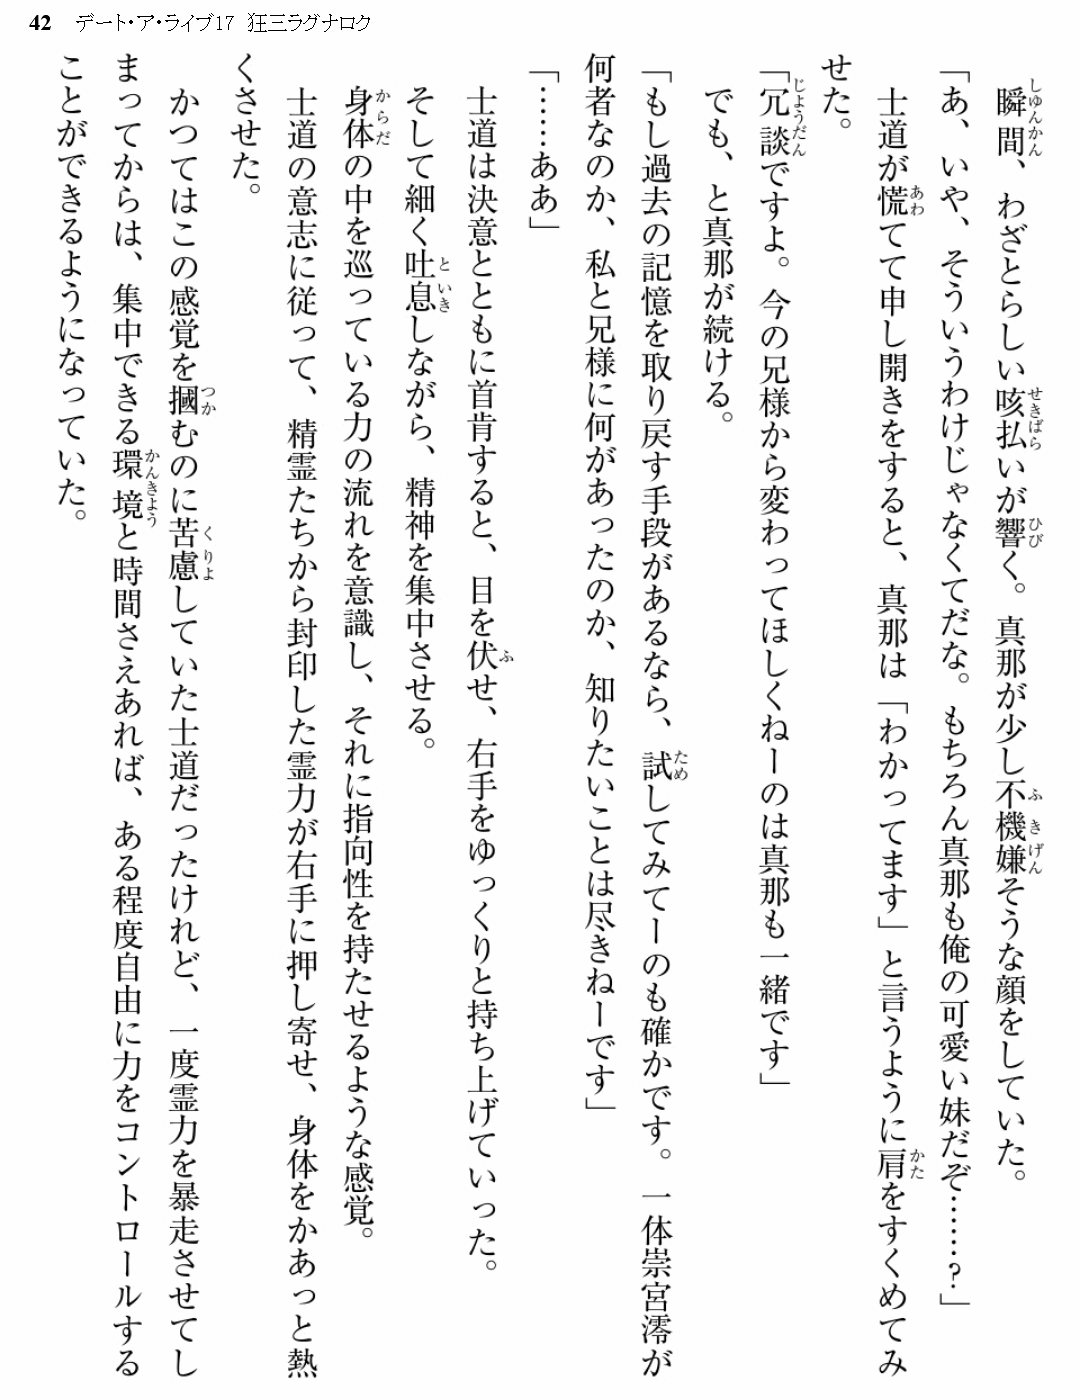 42 デート・ア・ライブ17 狂三ラグナロク
瞬間、わざとらしい咳払いが響く。真那が少し不機嫌そうな顔をしていた。
「あ、いや、そういうわけじゃなくてだな。もちろん真那も俺の可愛い妹だぞ……?」
士道が慌てて申し開きをすると、真那は「わかってます」と言うように肩をすくめてみ
せた。
「冗談ですよ。今の兄様から変わってほしくねーのは真那も一緒です」
でも、と真那が続ける。
「もし過去の記憶を取り戻す手段があるなら、試してみてーのも確かです。一体崇宮澪が
何者なのか、私と兄様に何があったのか、知りたいことは尽きねーです」
「……ああ」
士道は決意とともに首肯すると、目を伏せ、右手をゆっくりと持ち上げていった。
そして細く吐息しながら、精神を集中させる。
身体の中を巡っている力の流れを意識し、それに指向性を持たせるような感覚。
士道の意志に従って、精霊たちから封印した霊力が右手に押し寄せ、身体をかあっと熱
くさせた。
かつてはこの感覚を摑むのに苦慮していた士道だったけれど、一度霊力を暴走させてし
まってからは、集中できる環境と時間さえあれば、ある程度自由に力をコントロールする
ことができるようになっていた。